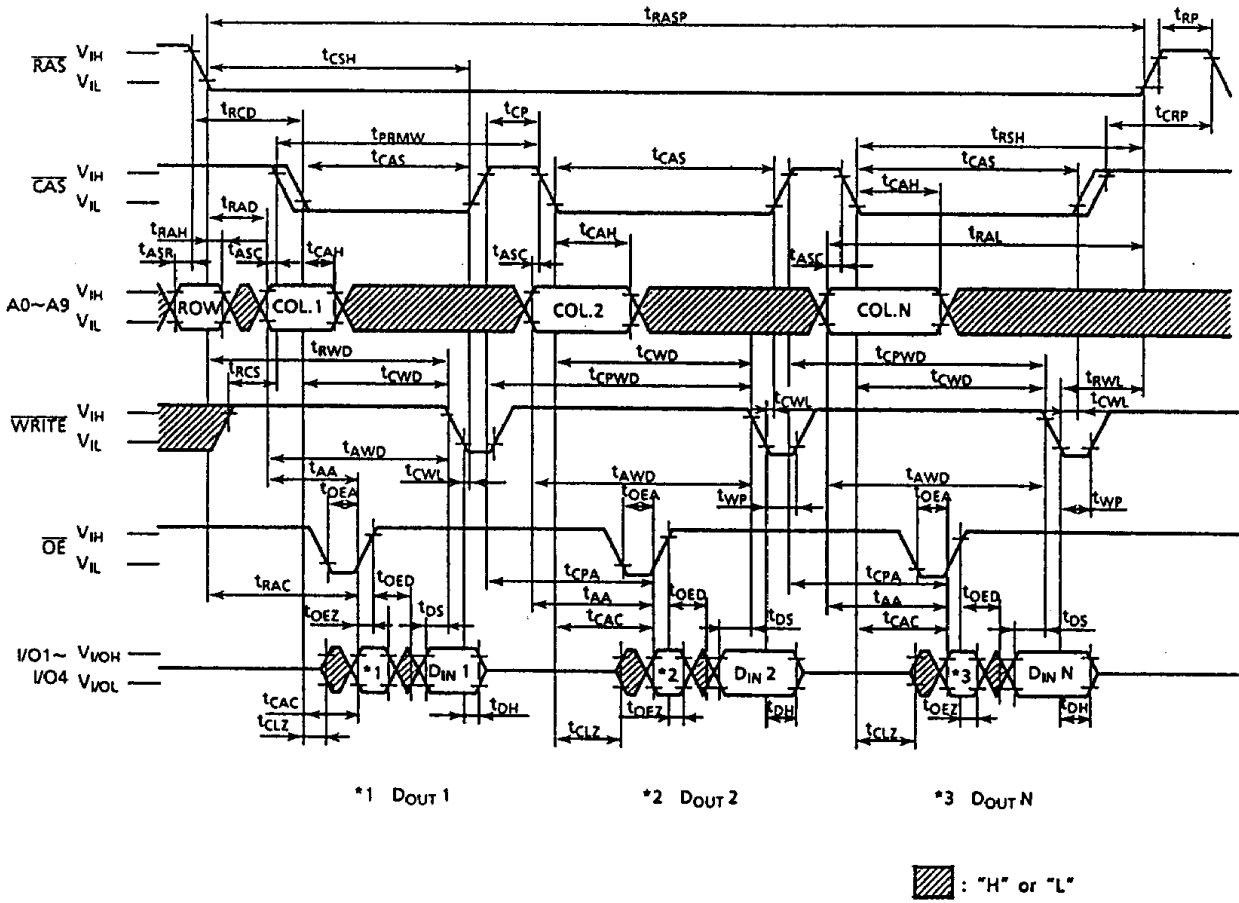 tRASP tRP
tCSH
RAS VIH
VIL
tRCD tCP tCRP
tPRMW tRSH
tCAS tCAS tCAS
CAS VIH
VIL
tRAD tCAH
tRAH tRAL
tASR tASC tCAH tASC tCAH tASC
A0~A9 VIH
VIL
ROW COL.1 COL.2 COL.N
tRWD tCWD tCPWD
tRCS tCWD tCPWD tCWD tRWL
WRITE VIH
VIL
tCWL tCWL
tAWD tAWD tAWD
tAA tCWL
tOEA tOEA tWP tOEA tWP
OE VIH
VIL
tRAC tOED tCPA tCPA
tAA tOED tAA tOED
tOEZ tDS tCAC tDS tCAC tDS
I/O1~ VI/OH
I/O4 VI/OL
*1 DIN 1 *2 DIN 2 *3 DIN N
tCAC tDH tOEZ tDH tOEZ tDH
tCLZ tCLZ tCLZ
*1 DOUT 1 *2 DOUT 2 *3 DOUT N
: "H" or "L"